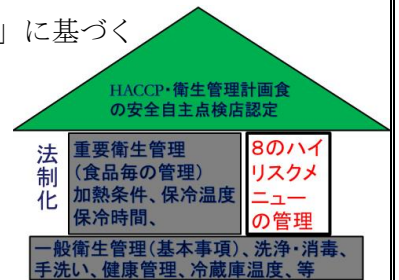 」に基づく
HACCP・衛生管理計画食
の安全自主点検店認定
法制化
重要衛生管理
(食品毎の管理)
加熱条件、保冷温度
保冷時間、
8のハイ
リスクメ
ニュー
の管理
一般衛生管理(基本事項)、洗浄・消毒、
手洗い、健康管理、冷蔵庫温度、等